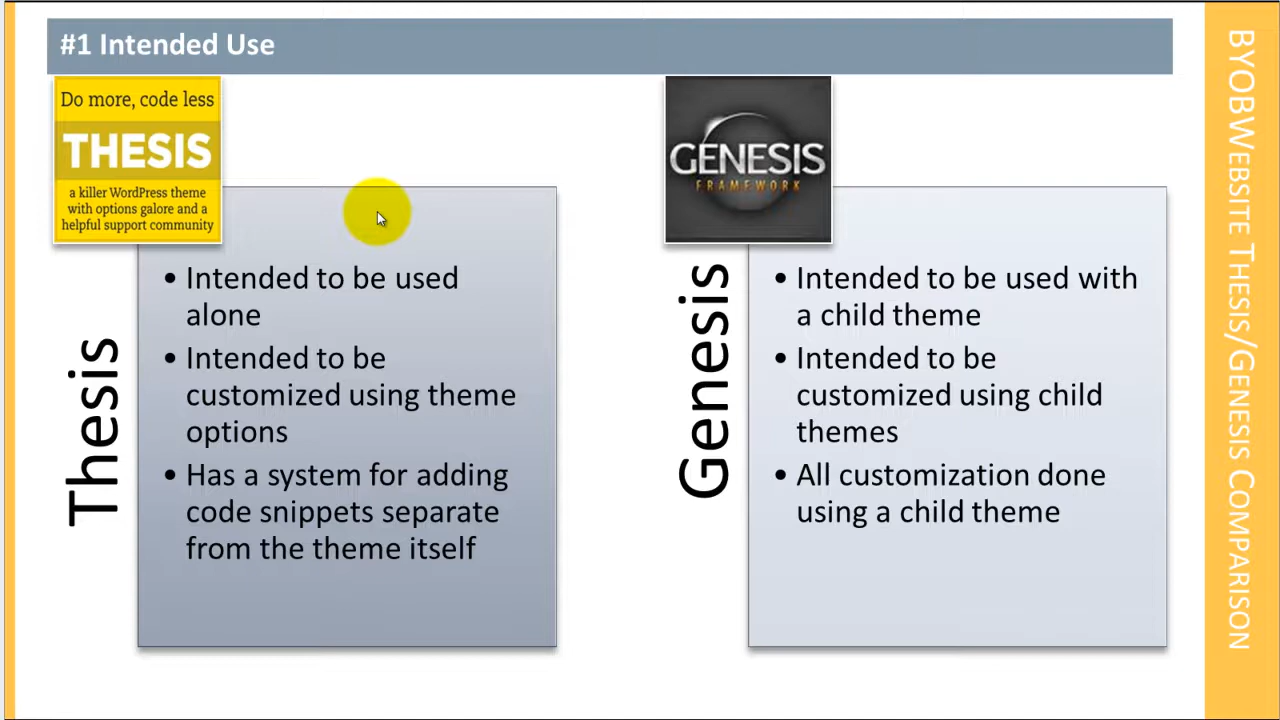 #1 Intended Use
Do more, code less
THESIS
a killer WordPress theme
with options galore and a
helpful support community
Thesis
• Intended to be used
alone
• Intended to be
customized using theme
options
• Has a system for adding
code snippets separate
from the theme itself
GENESIS
FRAMEWORK
Genesis
• Intended to be used with
a child theme
• Intended to be
customized using child
themes
• All customization done
using a child theme
BYOBWebsite Thesis/Genesis Comparison